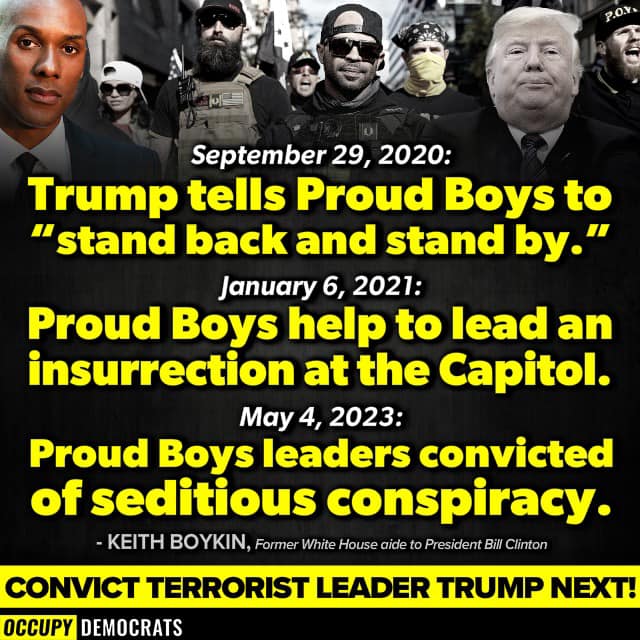 P.O.W.
September 29, 2020:
Trump tells Proud Boys to
“stand back and stand by.”
January 6, 2021:
Proud Boys help to lead an
insurrection at the Capitol.
May 4, 2023:
Proud Boys leaders convicted
of seditious conspiracy.
- KEITH BOYKIN, Former White House aide to President Bill Clinton
CONVICT TERRORIST LEADER TRUMP NEXT!
OCCUPY DEMOCRATS